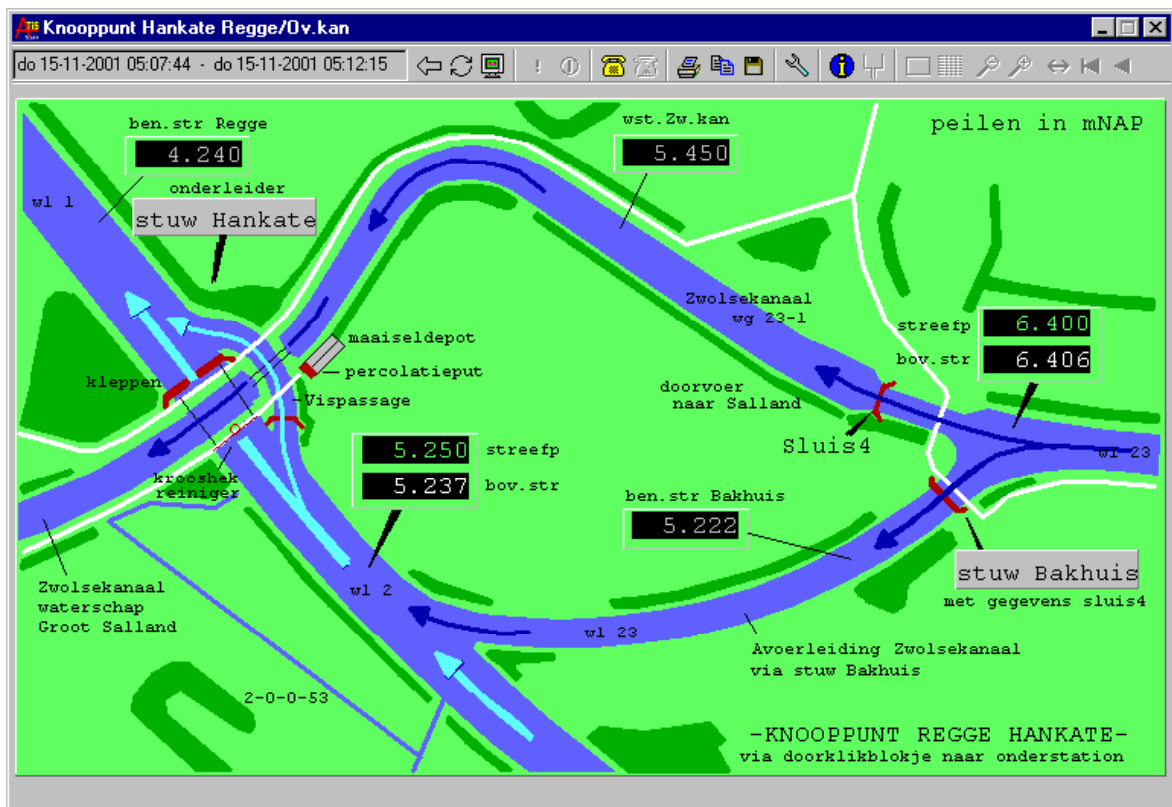 Knooppunt Hankate Regge/Ov.kan
do 15-11-2001 05:07:44 - do 15-11-2001 05:12:15
peilen in mNAP
ben.str Regge
4.240
wst.Zw.kan
5.450
onderleider
stuw Hankate
wl 1
Zwolsekanaal
wg 23-1
streefp 6.400
bov.str 6.406
maaiseldepot
percolatieput
kleppen
Vispassage
doorvoer
naar Salland
Sluis4
wl 23
5.250 streefp
5.237 bov.str
krooshek
reiniger
ben.str Bakhuis
5.222
stuw Bakhuis
met gegevens sluis4
Zwolsekanaal
waterschap
Groot Salland
wl 2
wl 23
Avoerleiding Zwolsekanaal
via stuw Bakhuis
2-0-0-53
-KNOOPPUNT REGGE HANKATE-
via doorklikblokje naar onderstation